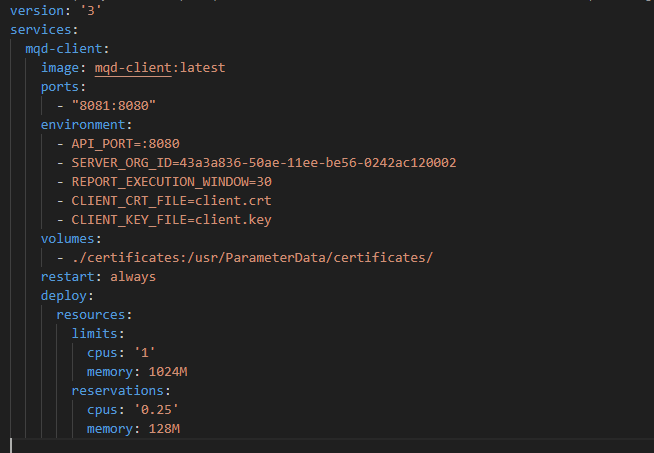 version: '3'
services:
  mqd-client:
    image: mqd-client:latest
    ports:
      - "8081:8080"
    environment:
      - API_PORT=:8080
      - SERVER_ORG_ID=43a3a836-50ae-11ee-be56-0242ac120002
      - REPORT_EXECUTION_WINDOW=30
      - CLIENT_CRT_FILE=client.crt
      - CLIENT_KEY_FILE=client.key
    volumes:
      - ./certificates:/usr/ParameterData/certificates/
    restart: always
    deploy:
      resources:
        limits:
          cpus: '1'
          memory: 1024M
        reservations:
          cpus: '0.25'
          memory: 128M